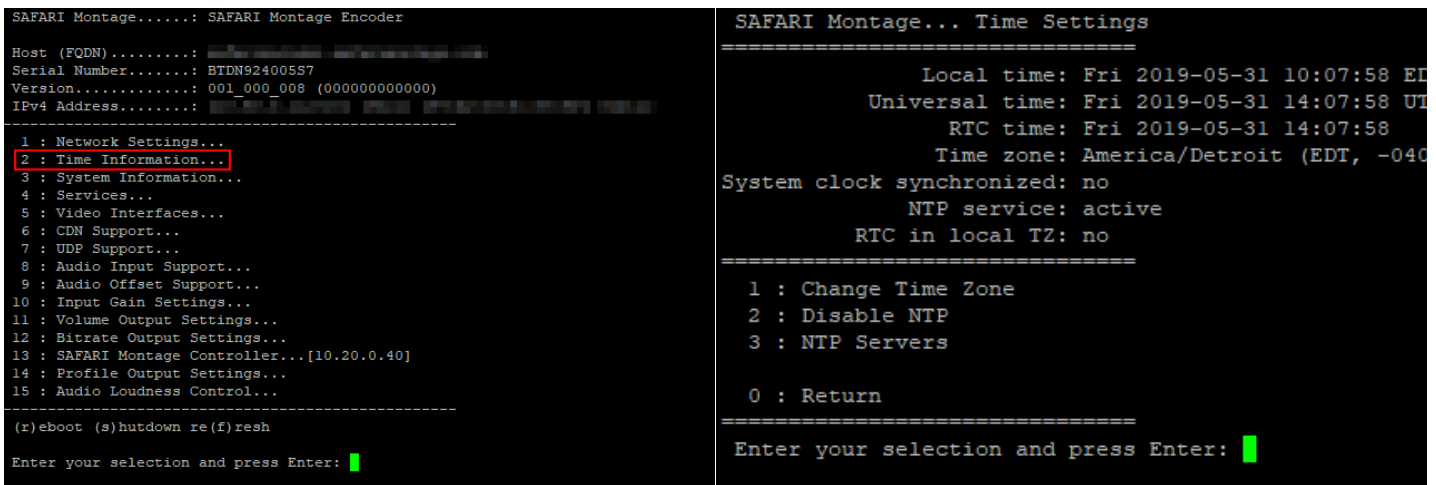 SAFARI Montage......: SAFARI Montage Encoder
Host (FQDN).........:
Serial Number.......: BTDN924005S7
Version.............: 001_000_008 (000000000000)
IPv4 Address........:
----------------------------------------------------
1 : Network Settings...
2 : Time Information...
3 : System Information...
4 : Services...
5 : Video Interfaces...
6 : CDN Support...
7 : UDP Support...
8 : Audio Input Support...
9 : Audio Offset Support...
10 : Input Gain Settings...
11 : Volume Output Settings...
12 : Bitrate Output Settings...
13 : SAFARI Montage Controller...[10.20.0.40]
14 : Profile Output Settings...
15 : Audio Loudness Control...
----------------------------------------------------
(r)eboot (s)hutdown re(f)resh
Enter your selection and press Enter:
SAFARI Montage... Time Settings
===============================
Local time: Fri 2019-05-31 10:07:58 ED
Universal time: Fri 2019-05-31 14:07:58 UT
RTC time: Fri 2019-05-31 14:07:58
Time zone: America/Detroit (EDT, -040
System clock synchronized: no
NTP service: active
RTC in local TZ: no
===============================
1 : Change Time Zone
2 : Disable NTP
3 : NTP Servers
0 : Return
===============================
Enter your selection and press Enter: